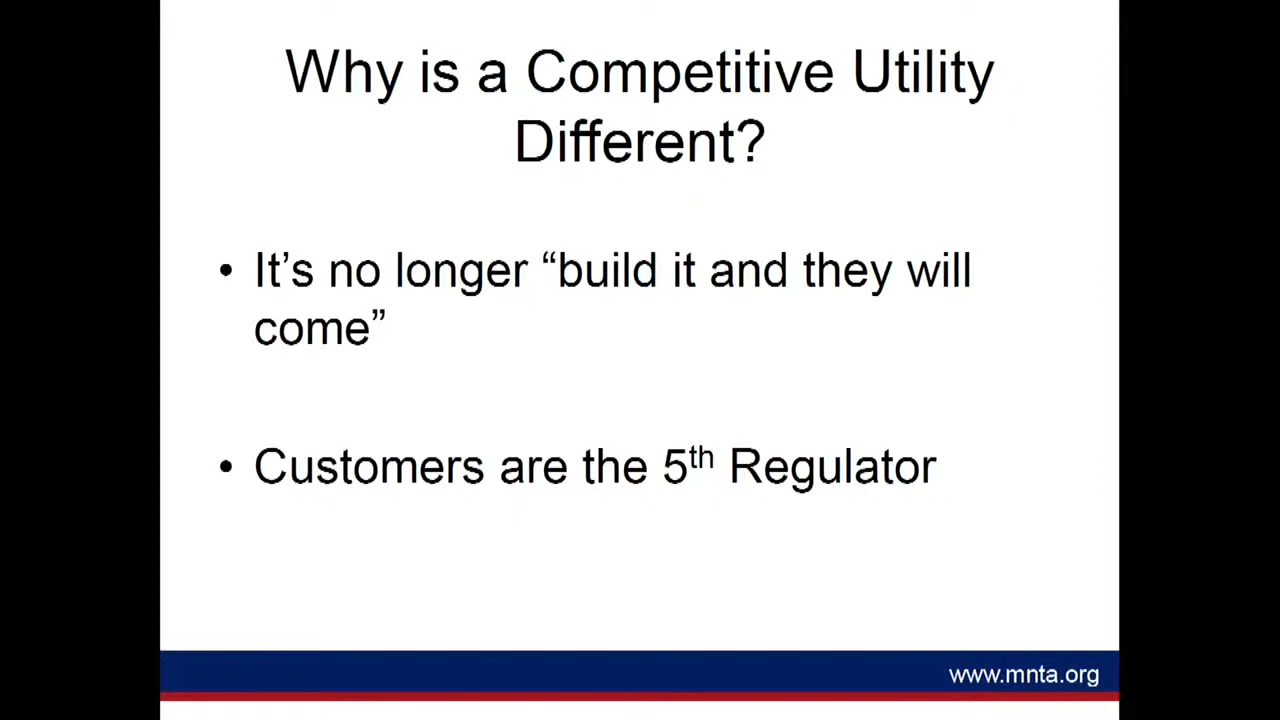 Why is a Competitive Utility
Different?
• It’s no longer “build it and they will
come”
• Customers are the 5th Regulator
www.mnta.org